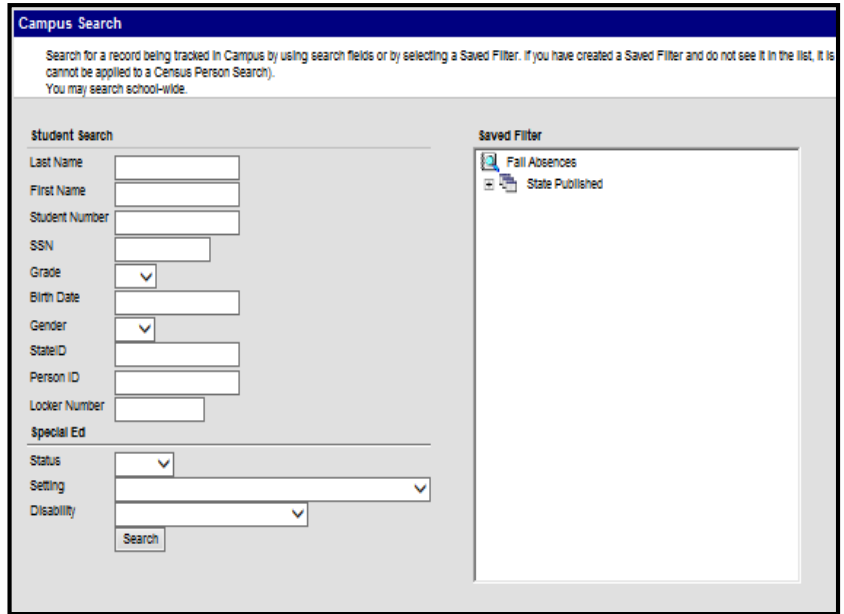 Campus Search
Search for a record being tracked in Campus by using search fields or by selecting a Saved Filter. If you have created a Saved Filter and do not see it in the list, it is
cannot be applied to a Census Person Search).
You may search school-wide.
Student Search
Last Name
First Name
Student Number
SSN
Grade
Birth Date
Gender
StateID
Person ID
Locker Number
Special Ed
Status
Setting
Disability
Search
Saved Filter
Fall Absences
State Published